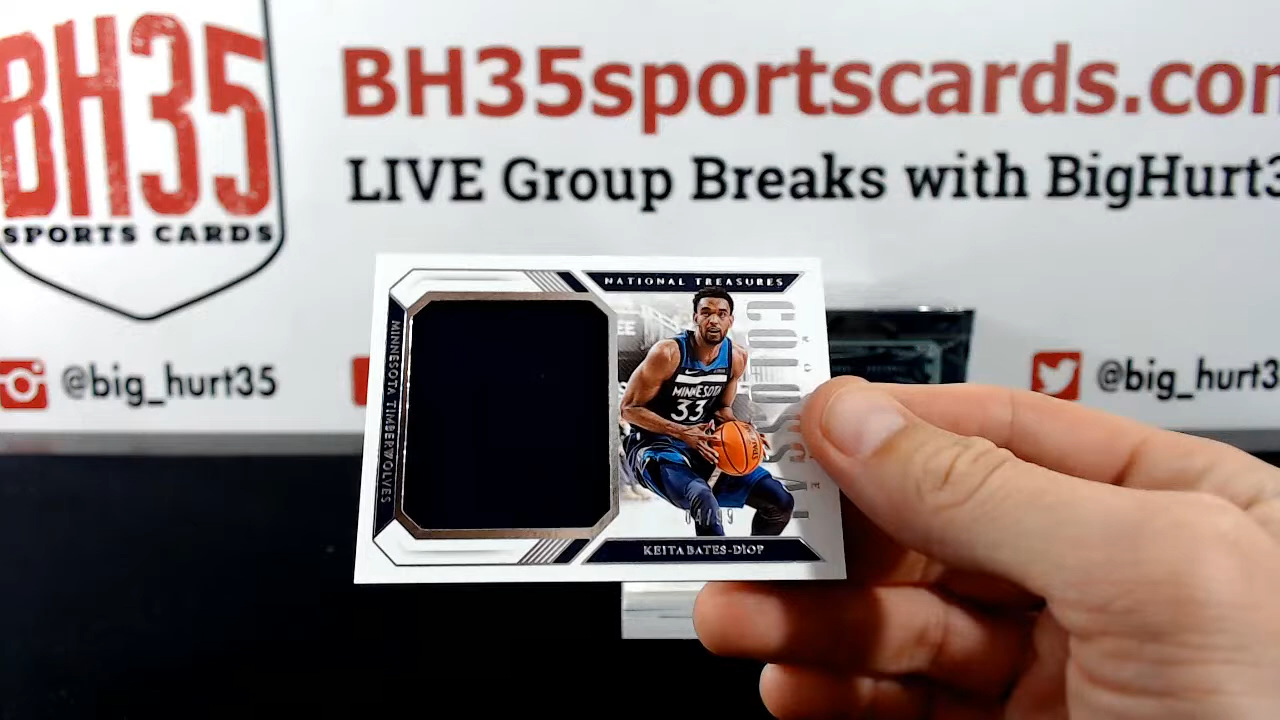 BH35
SPORTS CARDS
BH35sportscards.com
LIVE Group Breaks with BigHurt3
@big_hurt35
@big_hurt3
NATIONAL TREASURES
COLOSSAL
MINNESOTA TIMBERWOLVES
MINNESOTA
33
KEITA BATES-DIOP